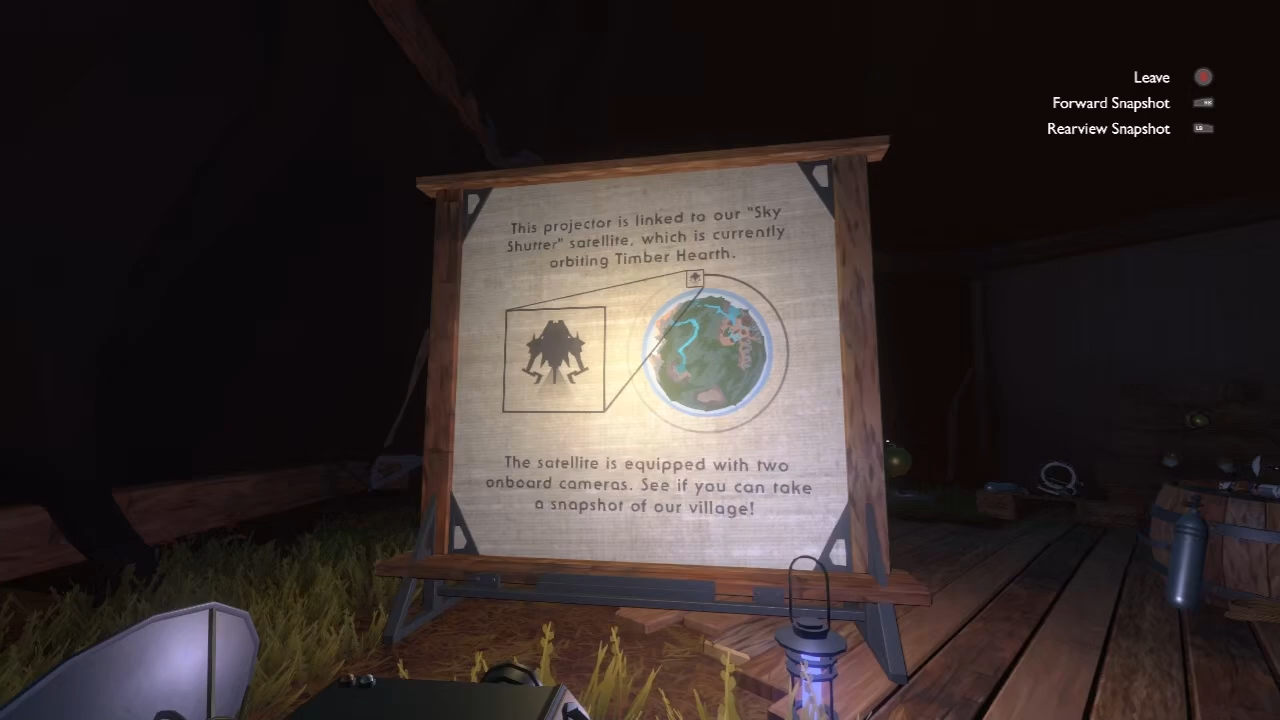 Leave
Forward Snapshot
Rearview Snapshot
LB
This projector is linked to our "Sky
Shutter" satellite, which is currently
orbiting Timber Hearth.
The satellite is equipped with two
onboard cameras. See if you can take
a snapshot of our village!